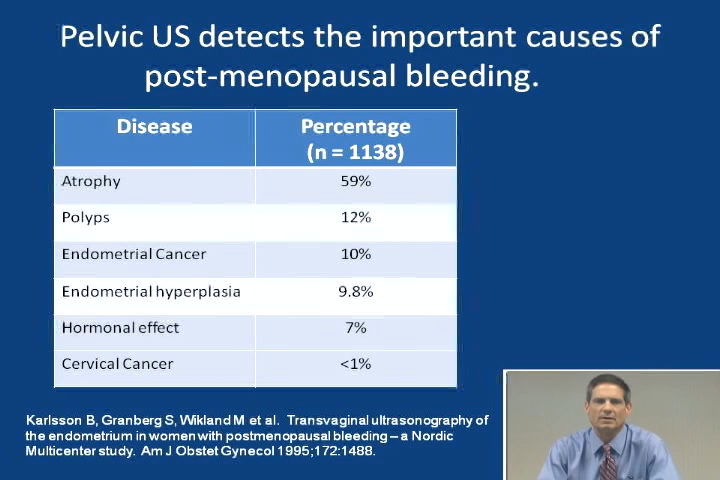 Pelvic US detects the important causes of
post-menopausal bleeding.
Disease Percentage
(n = 1138)
Atrophy 59%
Polyps 12%
Endometrial Cancer 10%
Endometrial hyperplasia 9.8%
Hormonal effect 7%
Cervical Cancer <1%
Karlsson B, Granberg S, Wikland M et al. Transvaginal ultrasonography of
the endometrium in women with postmenopausal bleeding – a Nordic
Multicenter study. Am J Obstet Gynecol 1995;172:1488.